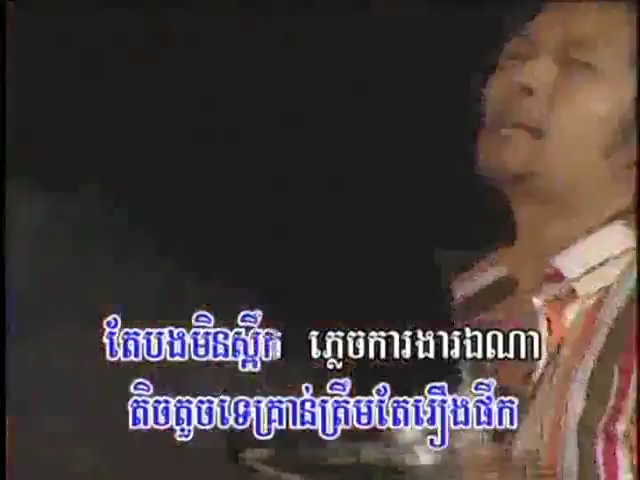 តែបងមិនស្ពឹក ភ្លេចការងារឯណា
តិចតួចទេគ្រាន់ត្រឹមតែរឿងផឹក